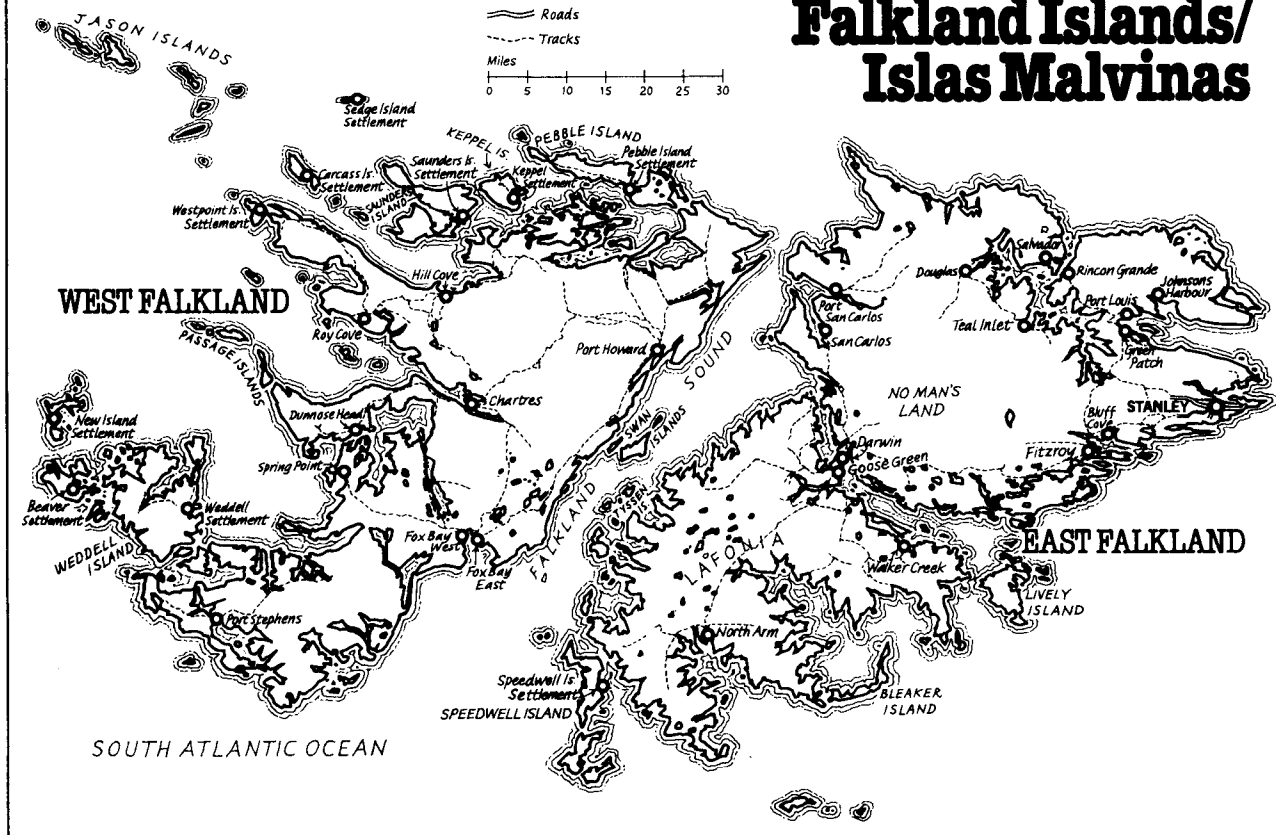 Falkland Islands/
Islas Malvinas
Roads
Tracks
Miles
0 5 10 15 20 25 30
JASON ISLANDS
Sedge Island
Settlement
KEPPEL IS.
PEBBLE ISLAND
Carcass Is.
Settlement
Saunders Is.
Settlement
Keppel
Settlement
Pebble Island
Settlement
SAUNDERS
ISLAND
Westpoint Is.
Settlement
Hill Cove
WEST FALKLAND
Roy Cove
PASSAGE ISLANDS
Port Howard
Chartres
Dunnose Head
New Island
Settlement
Spring Point
Beaver
Settlement
Weddell
Settlement
WEDDELL
ISLAND
Fox Bay
West
Fox Bay
East
Port Stephens
FALKLAND SOUND
SWAN
ISLANDS
Salvador
Douglas
Rincon Grande
Johnsons
Harbour
Port Louis
Port
San Carlos
San Carlos
Teal Inlet
Green
Patch
NO MAN'S
LAND
STANLEY
Bluff
Cove
Fitzroy
Darwin
Goose Green
EAST FALKLAND
LAFONIA
Walker Creek
LIVELY
ISLAND
North Arm
Speedwell Is.
Settlement
SPEEDWELL ISLAND
BLEAKER
ISLAND
SOUTH ATLANTIC OCEAN